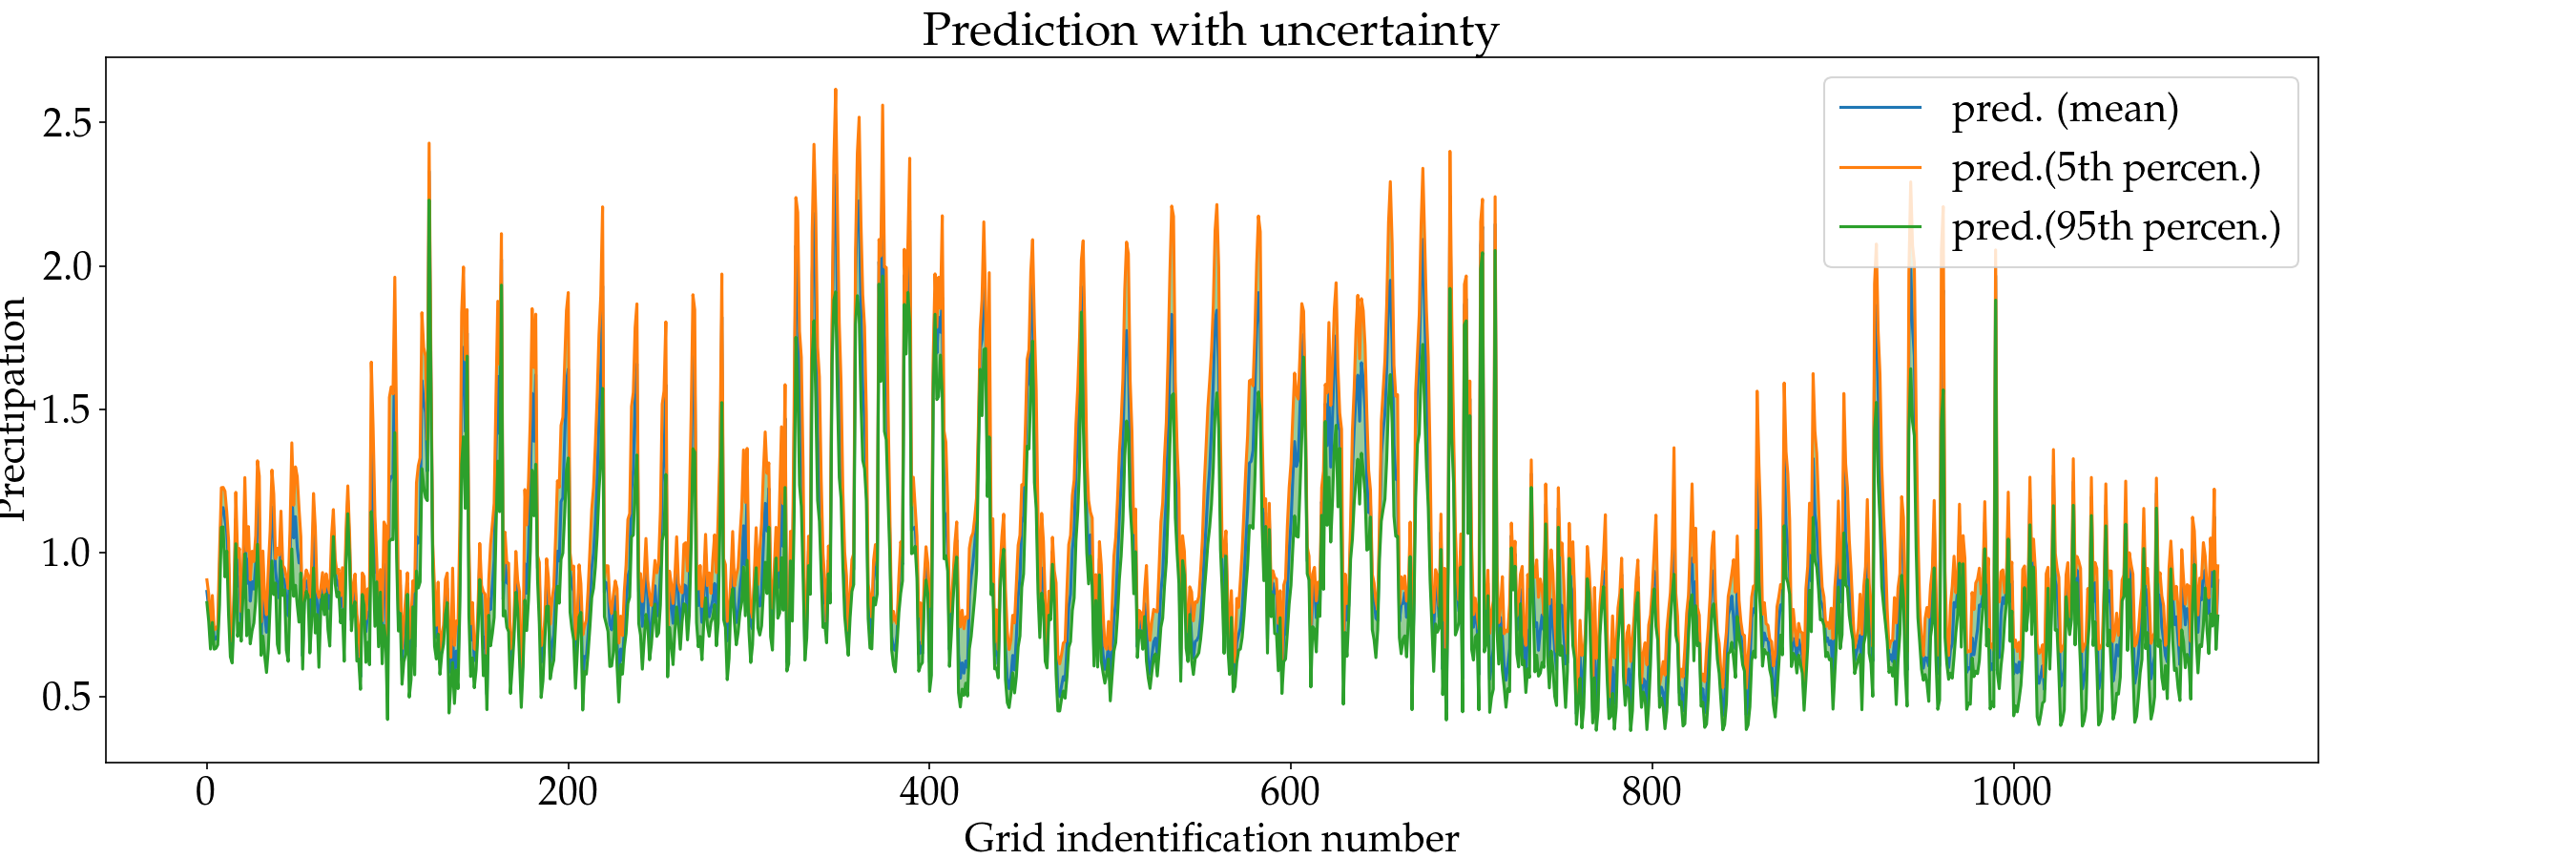 Prediction with uncertainty
Precitipation
2.5
2.0
1.5
1.0
0.5
pred. (mean)
pred.(5th percen.)
pred.(95th percen.)
0 200 400 600 800 1000
Grid indentification number